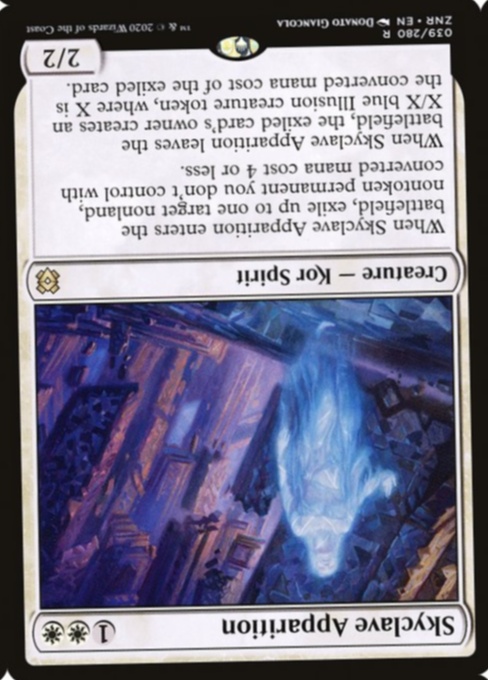 Skyclave Apparition
1
Creature — Kor Spirit
When Skyclave Apparition enters the
battlefield, exile up to one target nonland,
nontoken permanent you don't control with
converted mana cost 4 or less.
When Skyclave Apparition leaves the
battlefield, the exiled card's owner creates an
X/X blue Illusion creature token, where X is
the converted mana cost of the exiled card.
2/2
039/280 R
ZNR • EN DONATO GIANCOLA
™ & © 2020 Wizards of the Coast